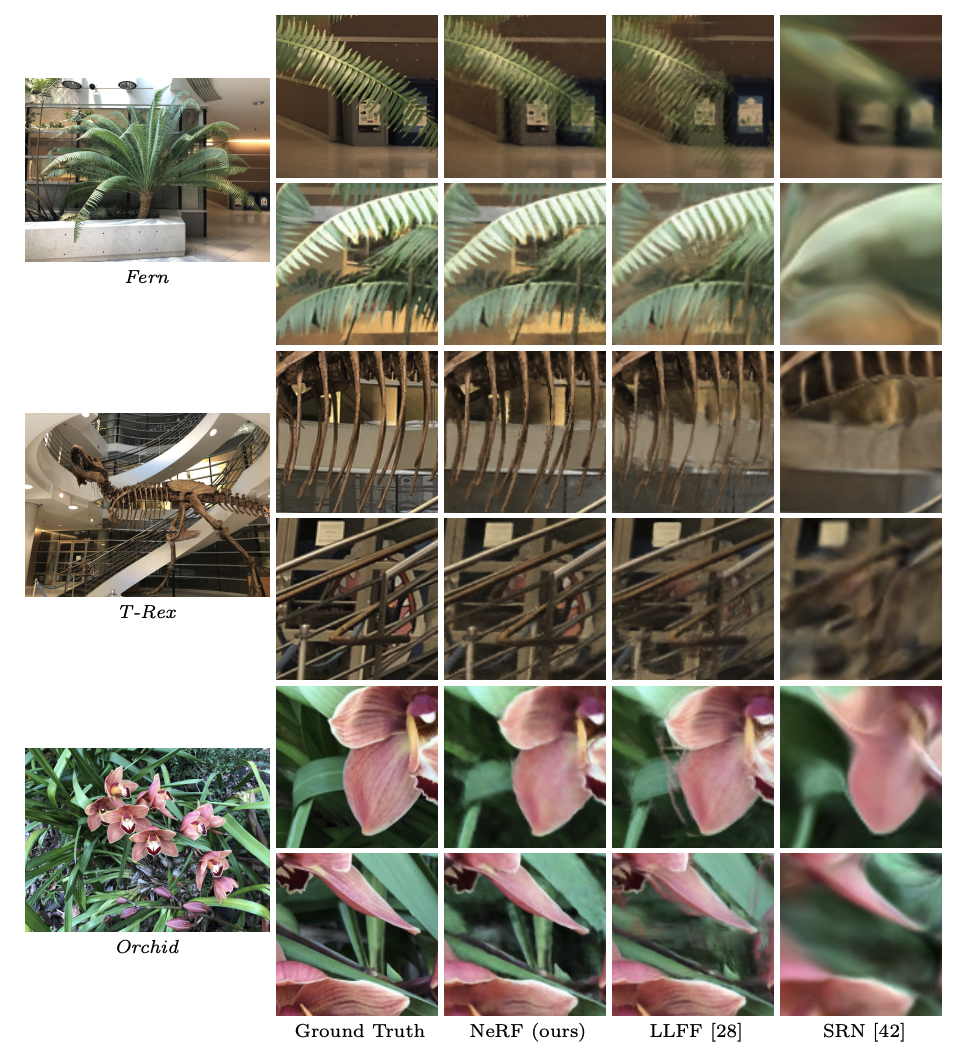 Fern
T-Rex
Orchid
Ground Truth
NeRF (ours)
LLFF [28]
SRN [42]